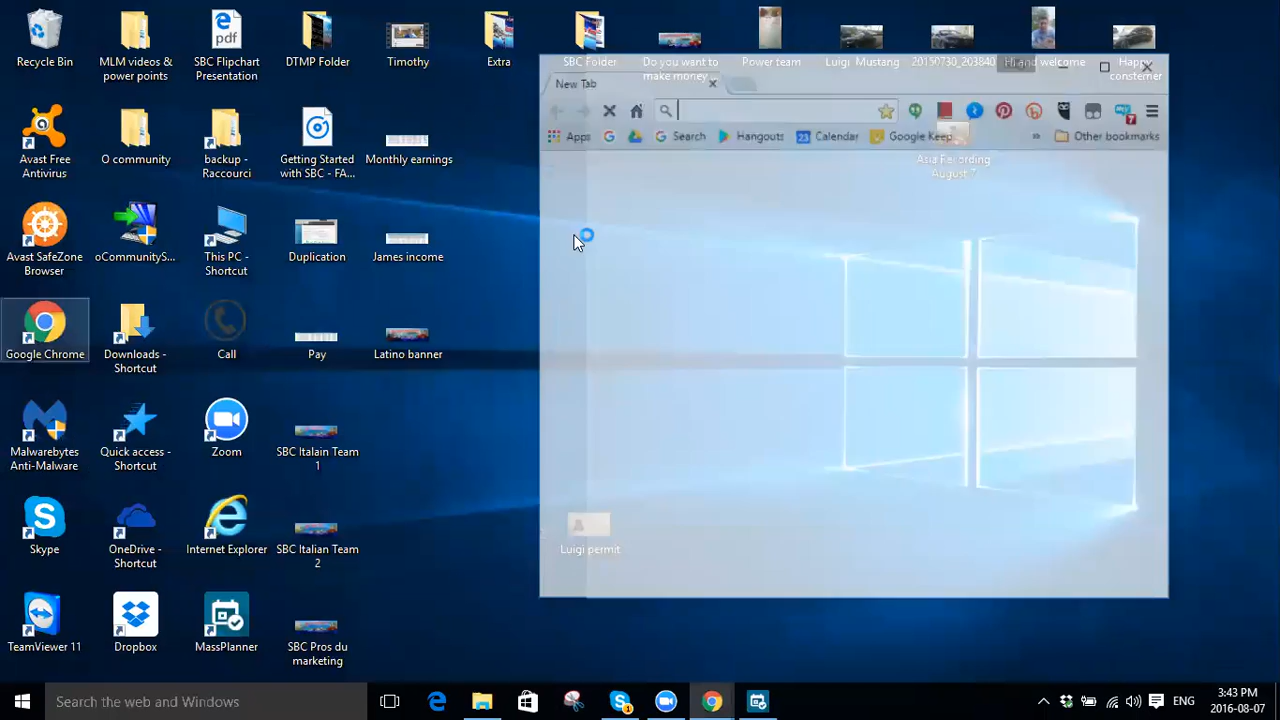 Recycle Bin
MLM videos &
power points
SBC Flipchart
Presentation
DTMP Folder
Timothy
Extra
SBC Folder
Do you want to
make money ...
Power team
Luigi Mustang
20150730_203840
Hi and welcome
Happy
New Tab
Apps
Search
Hangouts
23
Calendar
Google Keep
Other bookmarks
7
Avast Free
Antivirus
O community
backup -
Raccourci
Getting Started
with SBC - FA...
Monthly earnings
Avast SafeZone
Browser
oCommunityS...
This PC -
Shortcut
Duplication
James income
Google Chrome
Downloads -
Shortcut
Call
Pay
Latino banner
Malwarebytes
Anti-Malware
Quick access -
Shortcut
Zoom
SBC Italain Team
1
Skype
OneDrive -
Shortcut
Internet Explorer
SBC Italian Team
2
Luigi permit
TeamViewer 11
Dropbox
MassPlanner
SBC Pros du
marketing
Search the web and Windows
ENG
3:43 PM
2016-08-07